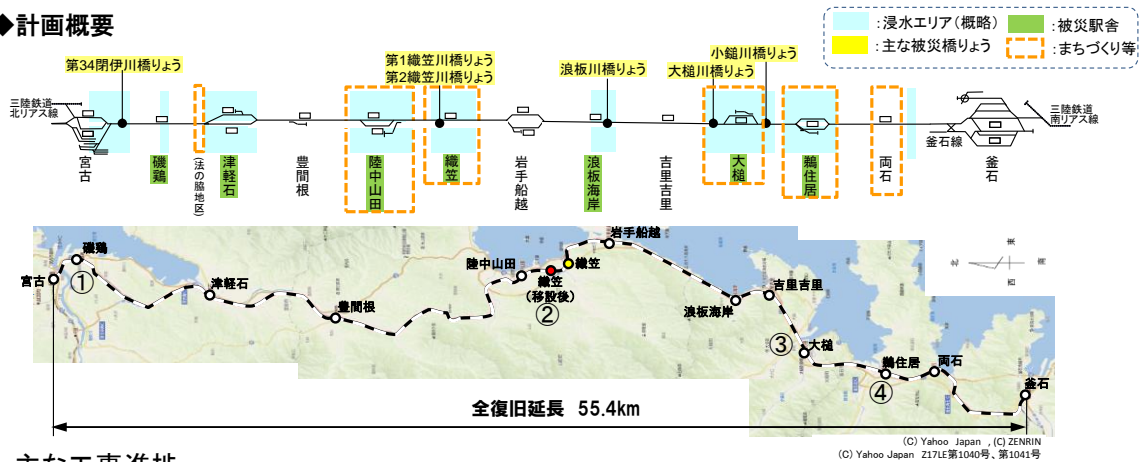 ◆計画概要
:浸水エリア(概略)
:被災駅舎
:主な被災橋りょう
:まちづくり等
第34閉伊川橋りょう
第1織笠川橋りょう
第2織笠川橋りょう
浪板川橋りょう
大槌川橋りょう
小鎚川橋りょう
三陸鉄道
北リアス線
三陸鉄道
南リアス線
釜石線
宮古
磯鶏
(法の脇地区)
津軽石
豊間根
陸中山田
織笠
岩手船越
浪板海岸
吉里吉里
大槌
鵜住居
両石
釜石
宮古
磯鶏
①
津軽石
豊間根
陸中山田
織笠
(移設後)
②
織笠
岩手船越
浪板海岸
吉里吉里
③
大槌
鵜住居
④
両石
釜石
東
北
南
西
全復旧延長 55.4km
(C) Yahoo Japan , (C) ZENRIN
(C) Yahoo Japan Z17LE第1040号、第1041号